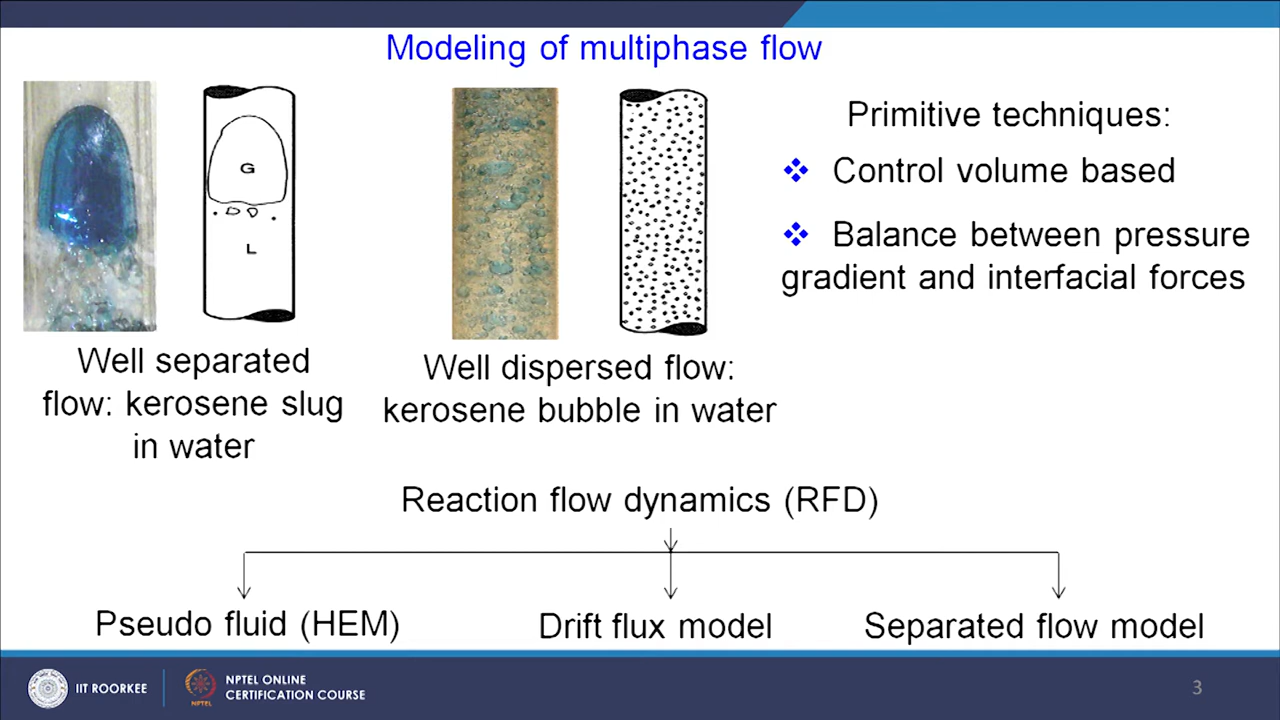 Modeling of multiphase flow
G
L
Well separated
flow: kerosene slug
in water
Well dispersed flow:
kerosene bubble in water
Primitive techniques:
❖ Control volume based
❖ Balance between pressure
gradient and interfacial forces
Reaction flow dynamics (RFD)
Pseudo fluid (HEM)
Drift flux model
Separated flow model
IIT ROORKEE
NPTEL
NPTEL ONLINE
CERTIFICATION COURSE
3